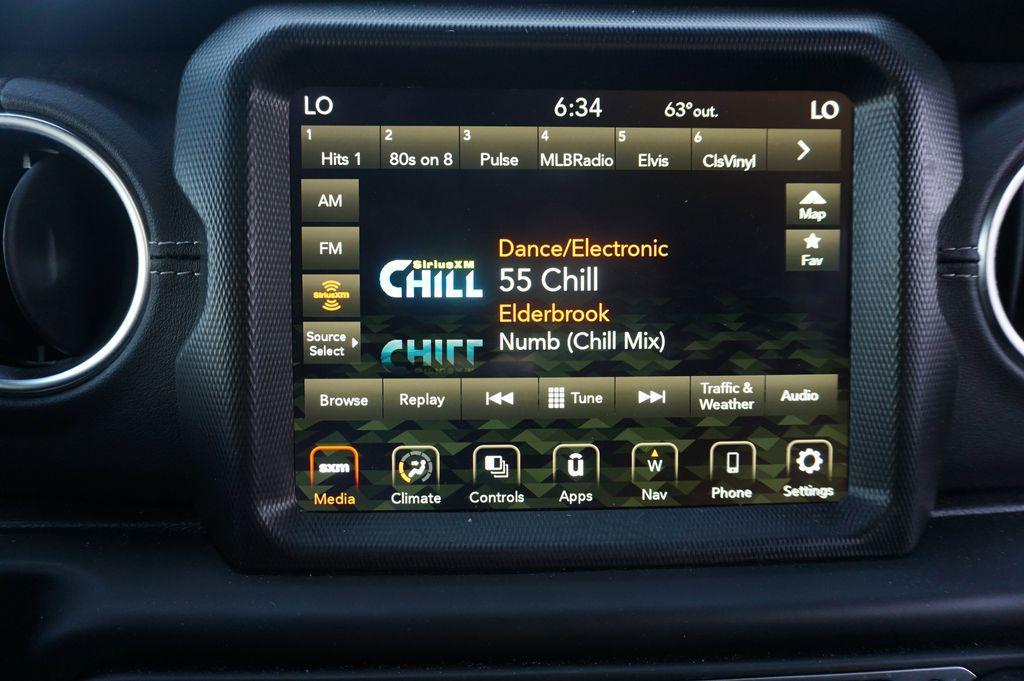 LO 6:34 63° out. LO
1 Hits 1 2 80s on 8 3 Pulse 4 MLBRadio 5 Elvis 6 ClsVinyl
AM
Map
FM
Fav
SiriusXM
Source
Select
SiriusXM
CHILL
Dance/Electronic
55 Chill
Elderbrook
Numb (Chill Mix)
Browse Replay Tune Traffic &
Weather Audio
sxm
Media
Climate
Controls
ū
Apps
W
Nav
Phone
Settings